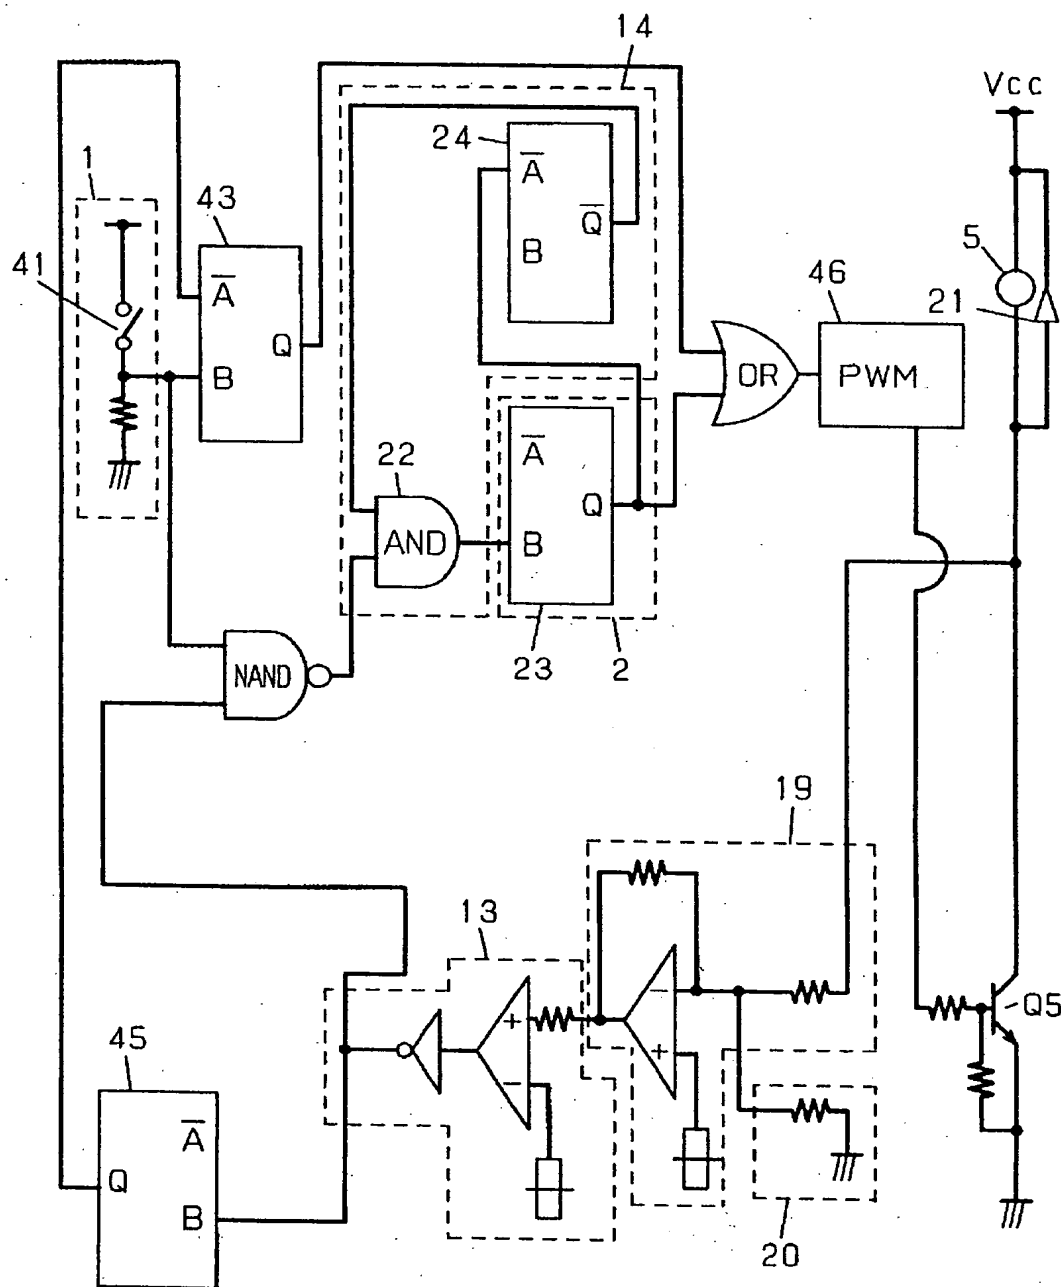 14
Vcc
24
A̅
Q̅
B
1
43
41
A̅
Q
B
5
46
21
OR
PWM
22
AND
A̅
Q
B
NAND
23
2
19
13
−
+
+
−
Q5
45
A̅
Q
B
20